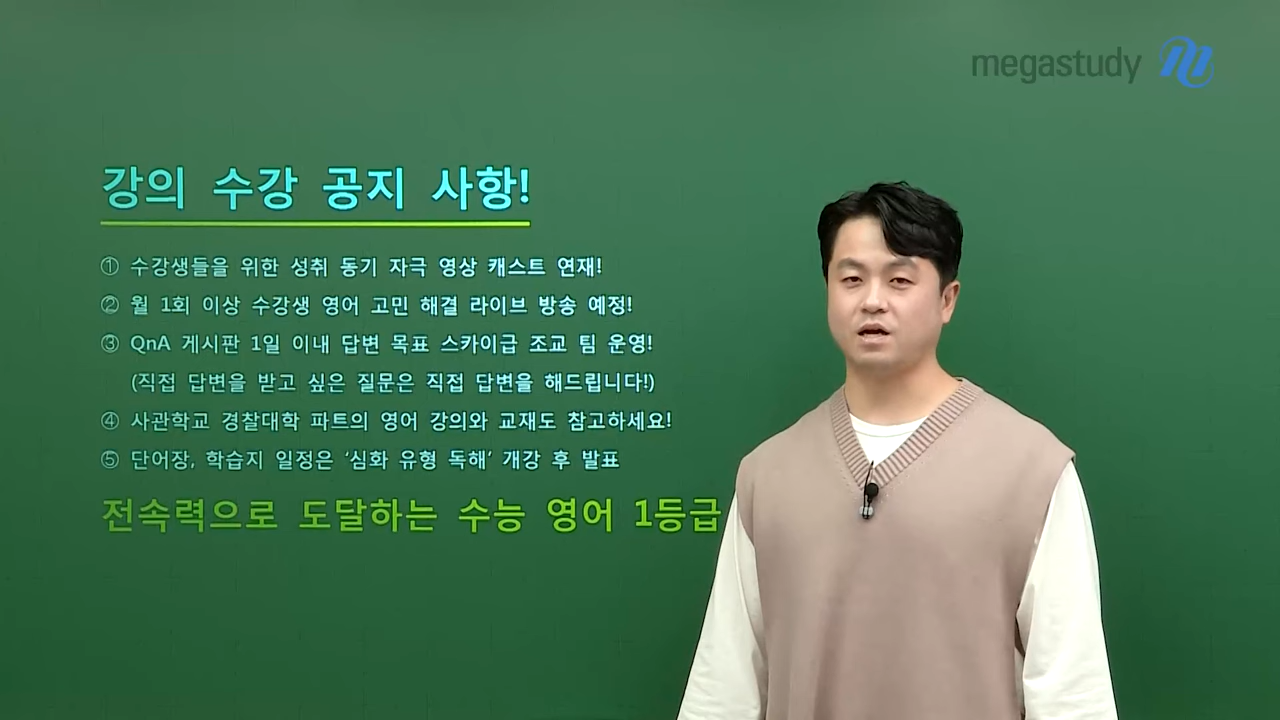 megastudy
강의 수강 공지 사항!
① 수강생들을 위한 성취 동기 자극 영상 캐스트 연재!
② 월 1회 이상 수강생 영어 고민 해결 라이브 방송 예정!
③ QnA 게시판 1일 이내 답변 목표 스카이급 조교 팀 운영!
(직접 답변을 받고 싶은 질문은 직접 답변을 해드립니다!)
④ 사관학교 경찰대학 파트의 영어 강의와 교재도 참고하세요!
⑤ 단어장, 학습지 일정은 ‘심화 유형 독해’ 개강 후 발표
전속력으로 도달하는 수능 영어 1등급